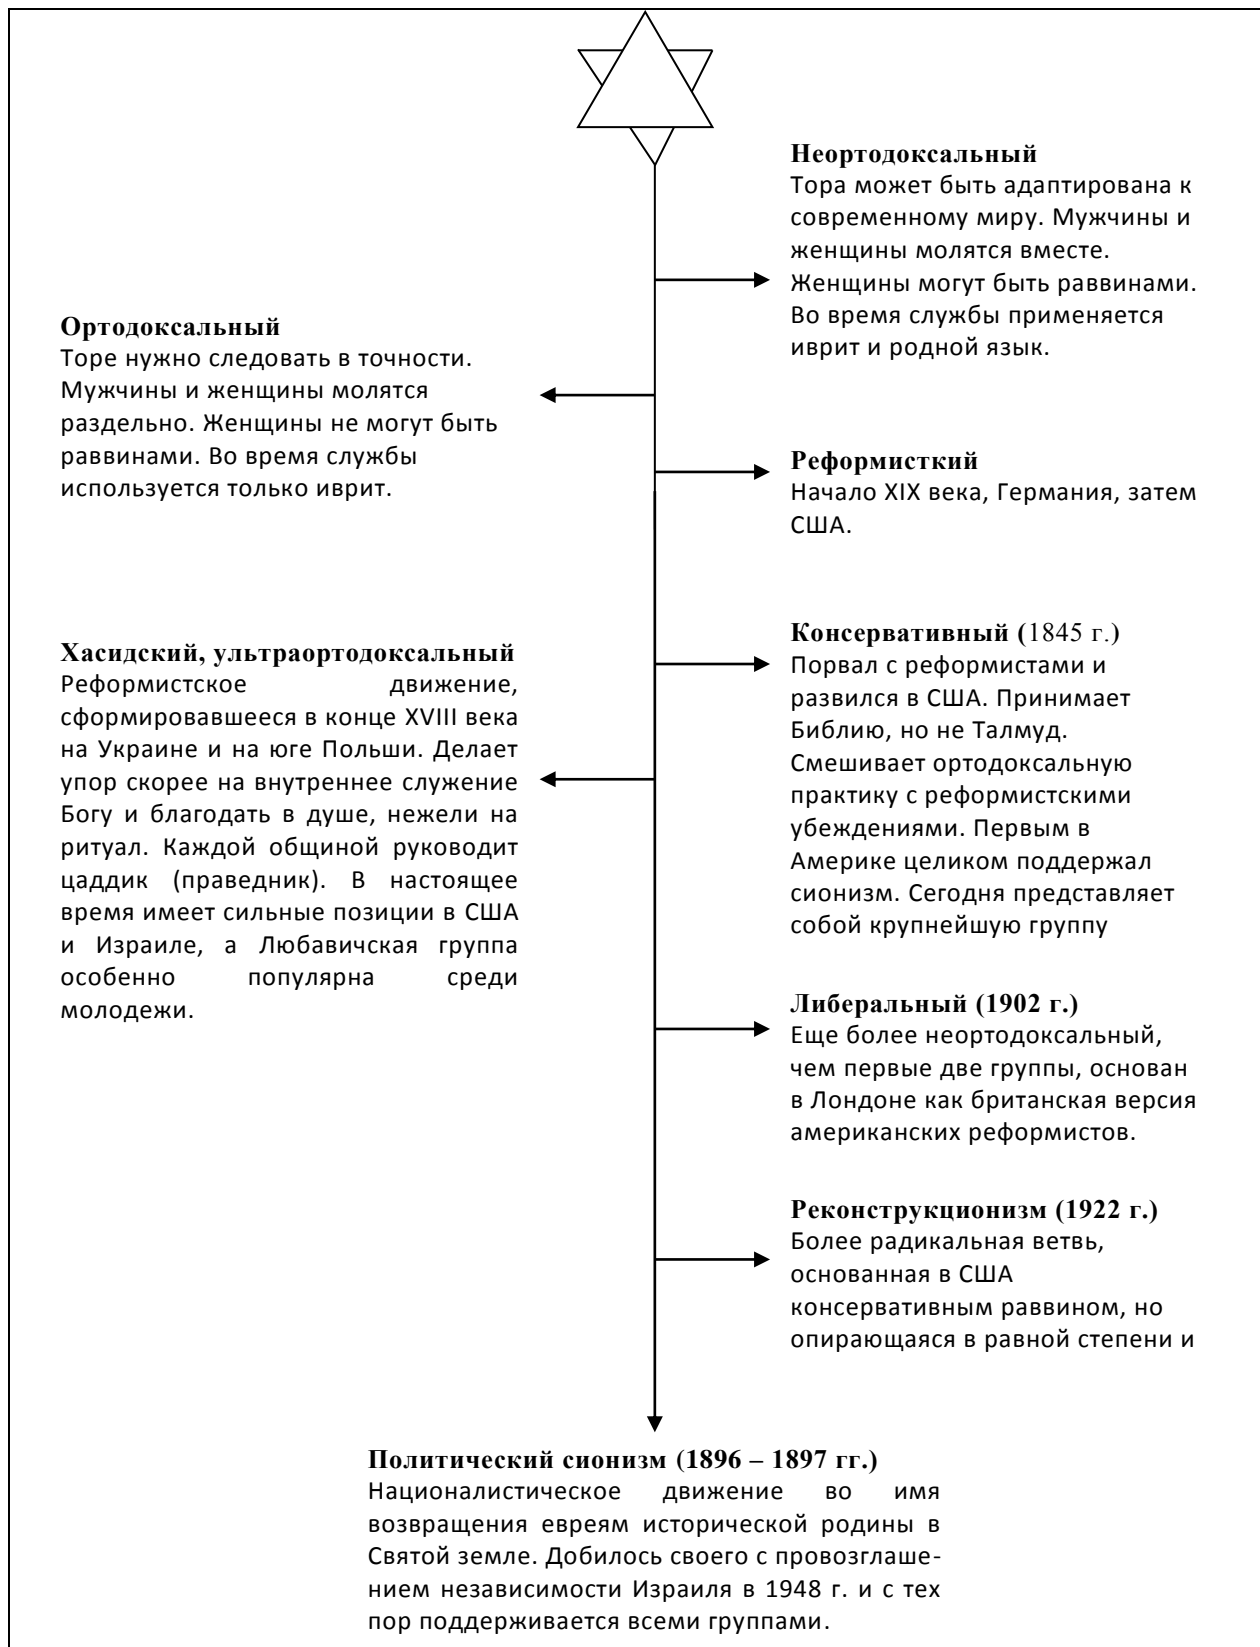 Неортодоксальный
Тора может быть адаптирована к
современному миру. Мужчины и
женщины молятся вместе.
Женщины могут быть раввинами.
Во время службы применяется
иврит и родной язык.
Ортодоксальный
Торе нужно следовать в точности.
Мужчины и женщины молятся
раздельно. Женщины не могут быть
раввинами. Во время службы
используется только иврит.
Реформисткий
Начало XIX века, Германия, затем
США.
Консервативный (1845 г.)
Порвал с реформистами и
развился в США. Принимает
Библию, но не Талмуд.
Смешивает ортодоксальную
практику с реформистскими
убеждениями. Первым в
Америке целиком поддержал
сионизм. Сегодня представляет
собой крупнейшую группу
Хасидский, ультраортодоксальный
Реформистское движение,
сформировавшееся в конце XVIII века
на Украине и на юге Польши. Делает
упор скорее на внутреннее служение
Богу и благодать в душе, нежели на
ритуал. Каждой общиной руководит
цаддик (праведник). В настоящее
время имеет сильные позиции в США
и Израиле, а Любавичская группа
особенно популярна среди
молодежи.
Либеральный (1902 г.)
Еще более неортодоксальный,
чем первые две группы, основан
в Лондоне как британская версия
американских реформистов.
Реконструкционизм (1922 г.)
Более радикальная ветвь,
основанная в США
консервативным раввином, но
опирающаяся в равной степени и
Политический сионизм (1896 – 1897 гг.)
Националистическое движение во имя
возвращения евреям исторической родины в
Святой земле. Добилось своего с провозглаше-
нием независимости Израиля в 1948 г. и с тех
пор поддерживается всеми группами.